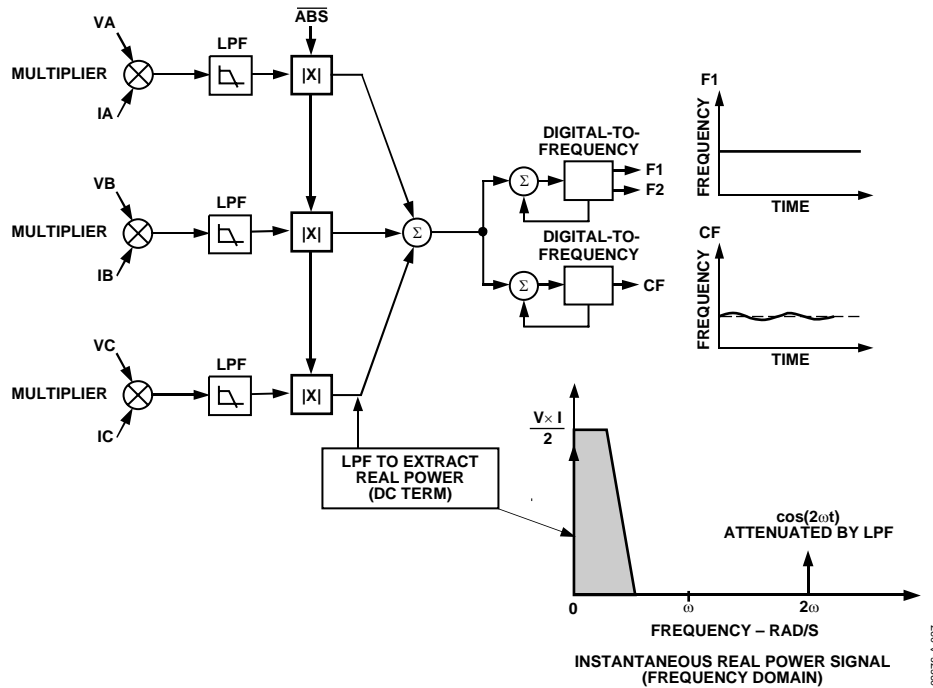 VA
ABS
LPF
MULTIPLIER
|X|
IA
VB
LPF
MULTIPLIER
|X|
IB
VC
LPF
MULTIPLIER
|X|
IC
Σ
DIGITAL-TO-
FREQUENCY
Σ
F1
F2
DIGITAL-TO-
FREQUENCY
Σ
CF
F1
FREQUENCY
TIME
CF
FREQUENCY
TIME
LPF TO EXTRACT
REAL POWER
(DC TERM)
V× I
2
cos(2ωt)
ATTENUATED BY LPF
0
ω
2ω
FREQUENCY – RAD/S
INSTANTANEOUS REAL POWER SIGNAL
(FREQUENCY DOMAIN)